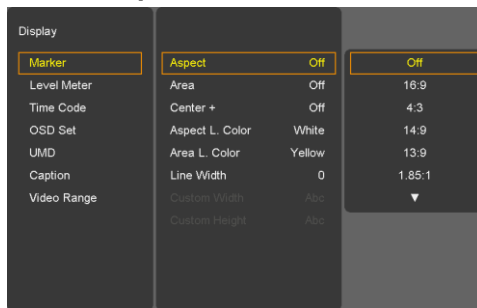 Display
Marker
Level Meter
Time Code
OSD Set
UMD
Caption
Video Range
Aspect Off
Area Off
Center + Off
Aspect L. Color White
Area L. Color Yellow
Line Width 0
Custom Width Abc
Custom Height Abc
Off
16:9
4:3
14:9
13:9
1.85:1
▼